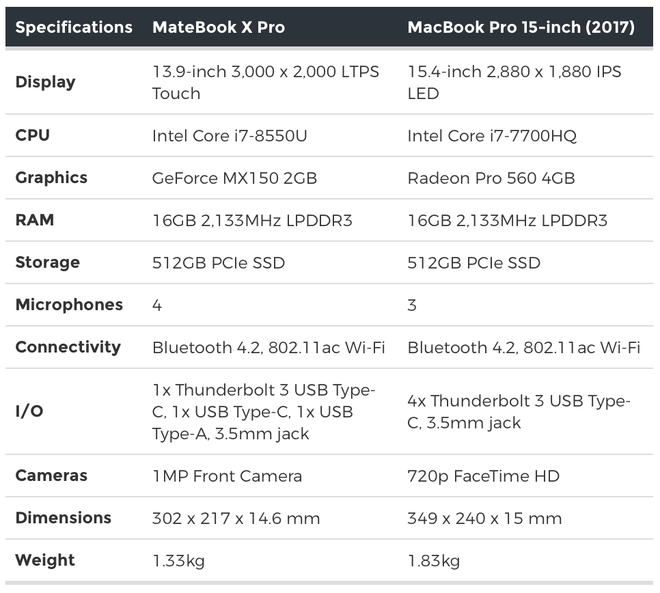 Specifications MateBook X Pro MacBook Pro 15-inch (2017)
Display 13.9-inch 3,000 x 2,000 LTPS Touch 15.4-inch 2,880 x 1,880 IPS LED
CPU Intel Core i7-8550U Intel Core i7-7700HQ
Graphics GeForce MX150 2GB Radeon Pro 560 4GB
RAM 16GB 2,133MHz LPDDR3 16GB 2,133MHz LPDDR3
Storage 512GB PCIe SSD 512GB PCIe SSD
Microphones 4 3
Connectivity Bluetooth 4.2, 802.11ac Wi-Fi Bluetooth 4.2, 802.11ac Wi-Fi
I/O 1x Thunderbolt 3 USB Type-C, 1x USB Type-C, 1x USB Type-A, 3.5mm jack 4x Thunderbolt 3 USB Type-C, 3.5mm jack
Cameras 1MP Front Camera 720p FaceTime HD
Dimensions 302 x 217 x 14.6 mm 349 x 240 x 15 mm
Weight 1.33kg 1.83kg